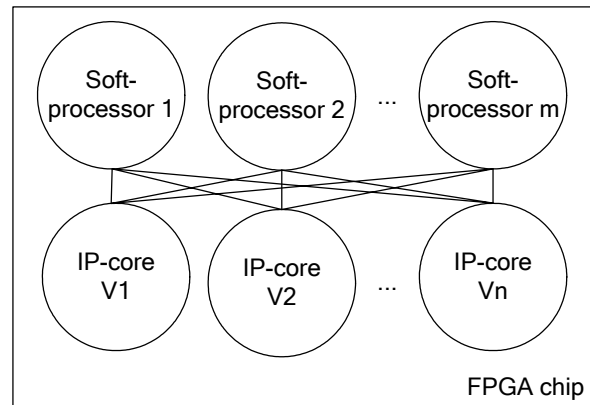 Soft-
processor 1
Soft-
processor 2
...
Soft-
processor m
IP-core
V1
IP-core
V2
...
IP-core
Vn
FPGA chip